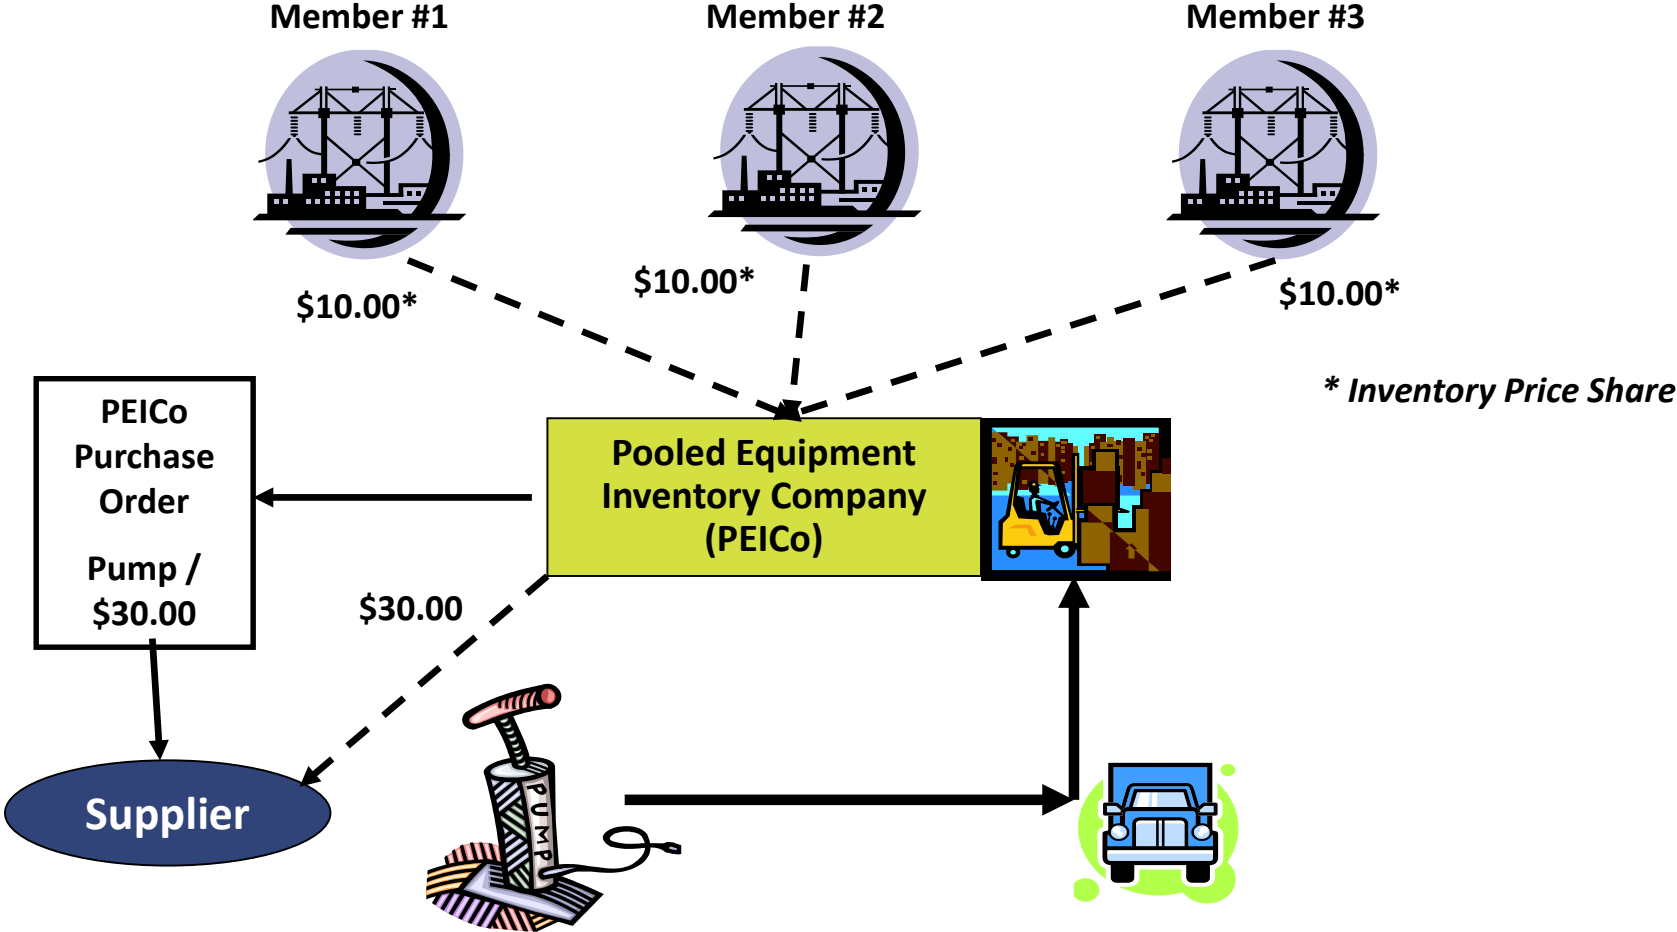 Member #1
Member #2
Member #3
$10.00*
$10.00*
$10.00*
* Inventory Price Share
PEICo
Purchase
Order
Pump /
$30.00
Pooled Equipment
Inventory Company
(PEICo)
$30.00
Supplier
PUMP